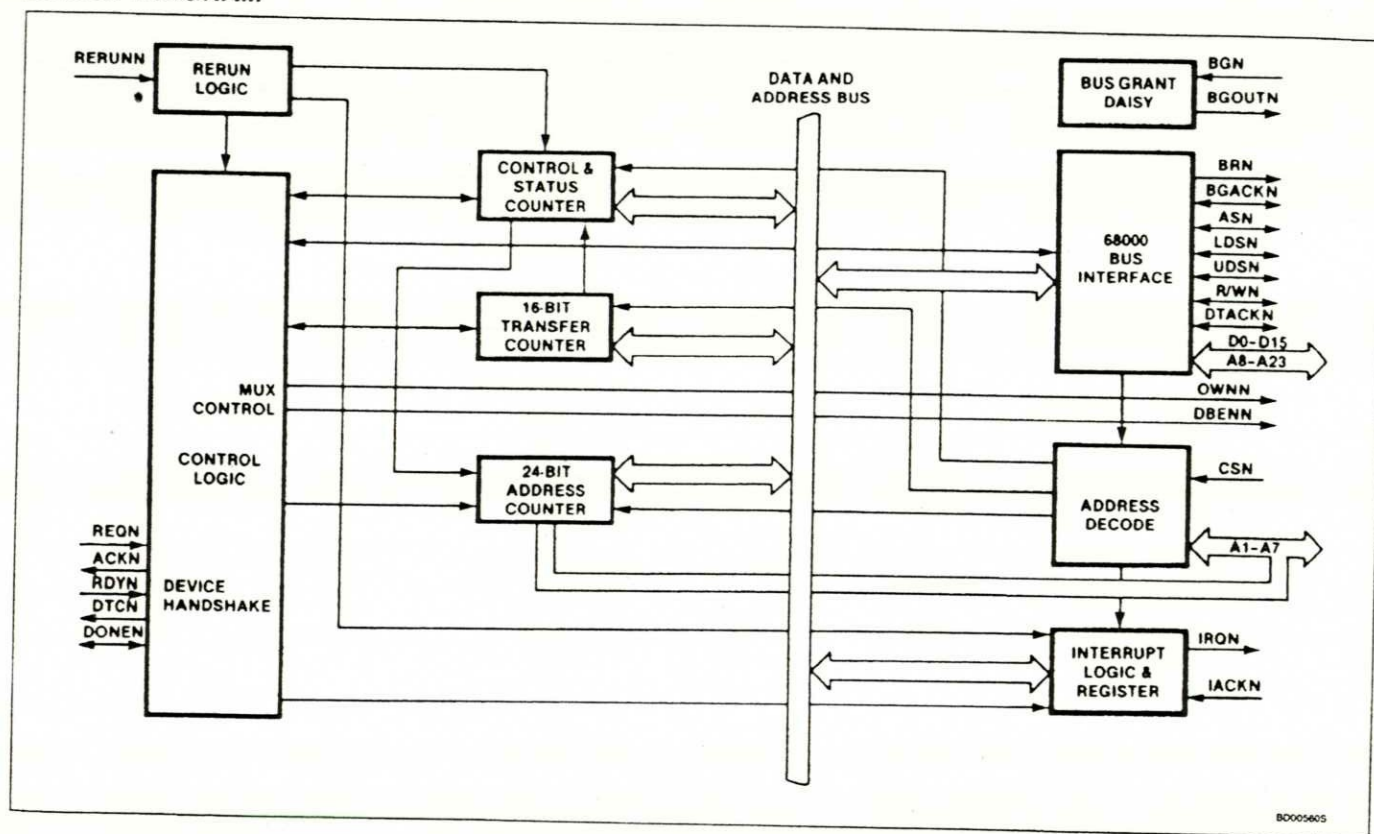 RERUNN
RERUN
LOGIC
DATA AND
ADDRESS BUS
BUS GRANT
DAISY
BGN
BGOUTN
CONTROL &
STATUS
COUNTER
68000
BUS
INTERFACE
BRN
BGACKN
ASN
LDSN
UDSN
R/WN
DTACKN
D0-D15
A8-A23
16-BIT
TRANSFER
COUNTER
MUX
CONTROL
OWNN
DBENN
CONTROL
LOGIC
24-BIT
ADDRESS
COUNTER
ADDRESS
DECODE
CSN
A1-A7
REQN
ACKN
RDYN
DTCN
DONEN
DEVICE
HANDSHAKE
INTERRUPT
LOGIC &
REGISTER
IRQN
IACKN
BD00560S